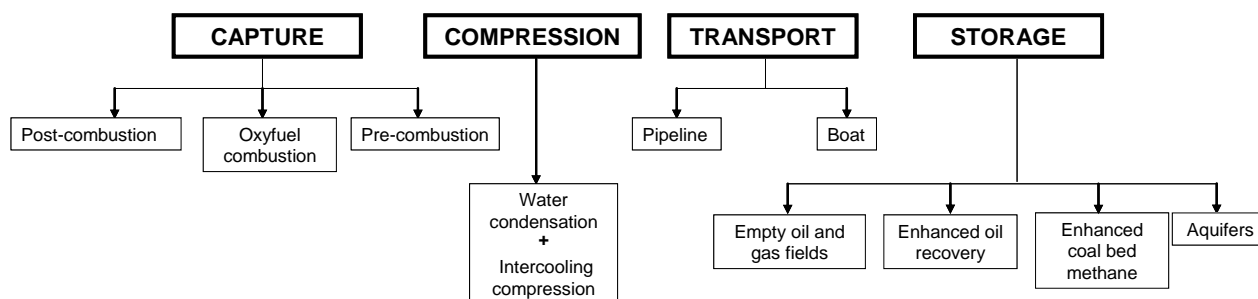 CAPTURE
COMPRESSION
TRANSPORT
STORAGE
Post-combustion
Oxyfuel
combustion
Pre-combustion
Pipeline
Boat
Water
condensation
+
Intercooling
compression
Empty oil and
gas fields
Enhanced oil
recovery
Enhanced
coal bed
methane
Aquifers